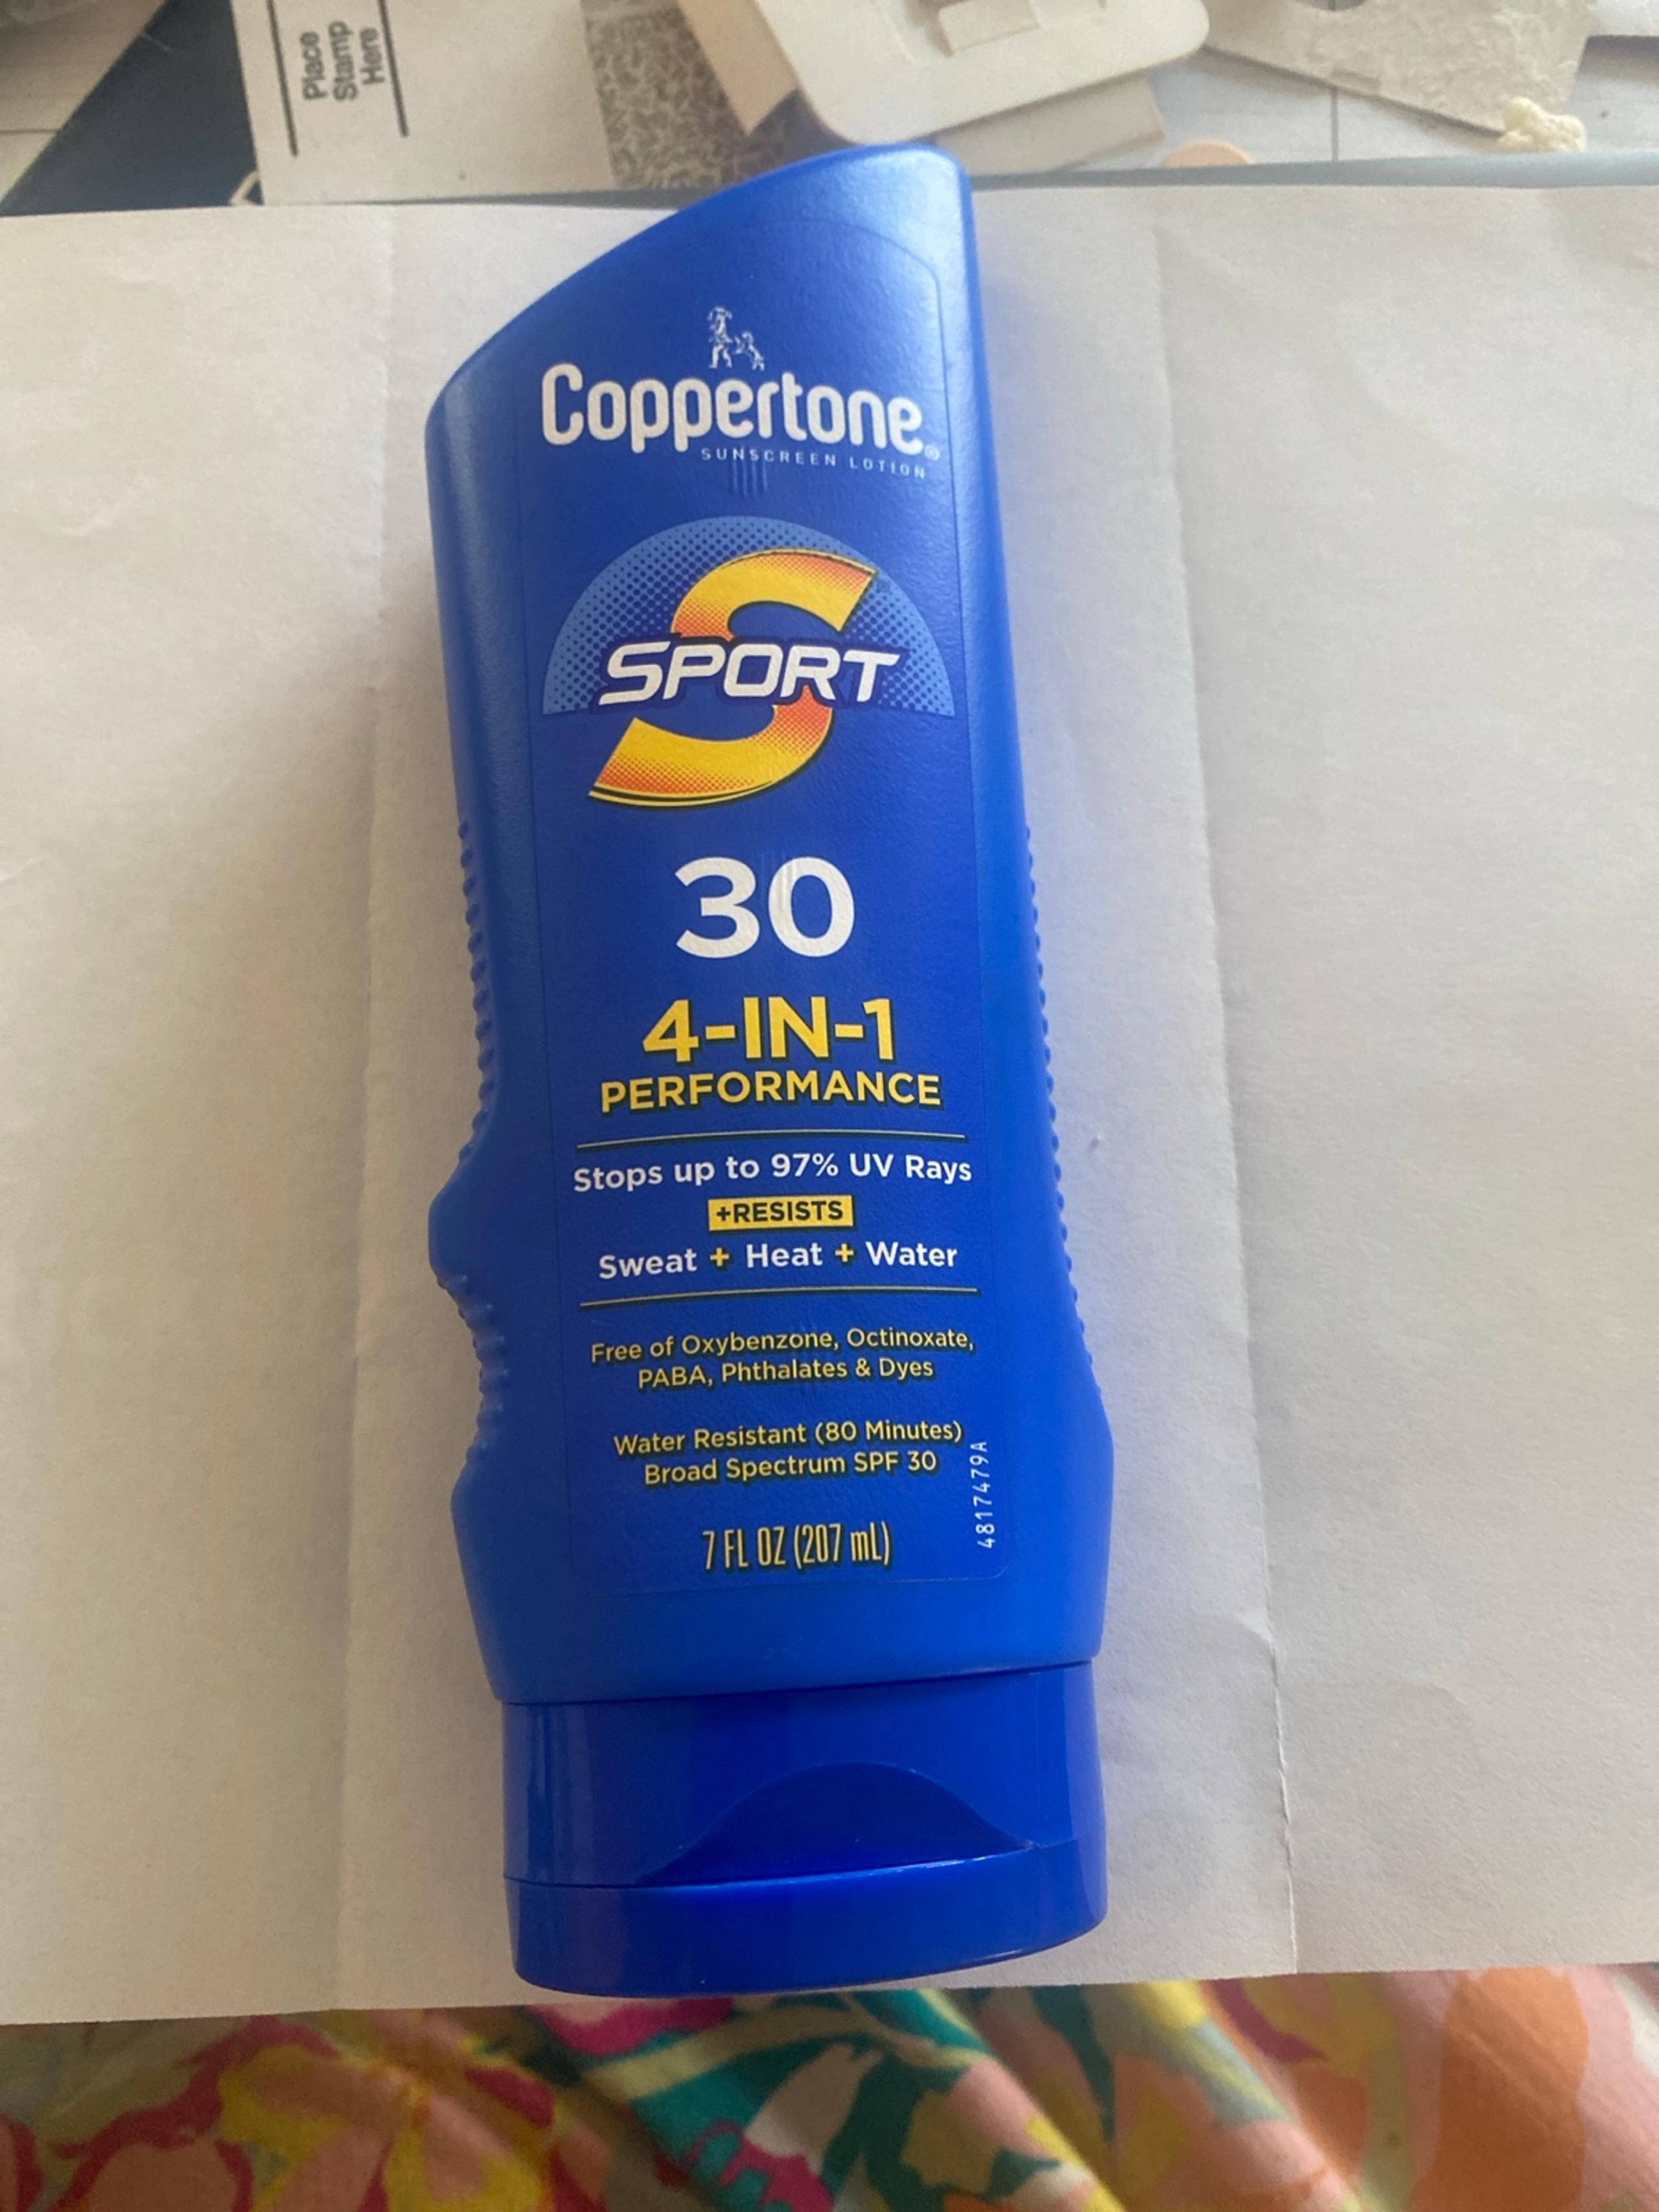 Place
Stamp
Here
Coppertone®
SUNSCREEN LOTION
SPORT
30
4-IN-1
PERFORMANCE
Stops up to 97% UV Rays
+RESISTS
Sweat + Heat + Water
Free of Oxybenzone, Octinoxate,
PABA, Phthalates & Dyes
Water Resistant (80 Minutes)
Broad Spectrum SPF 30
4817479A
7 FL OZ (207 mL)